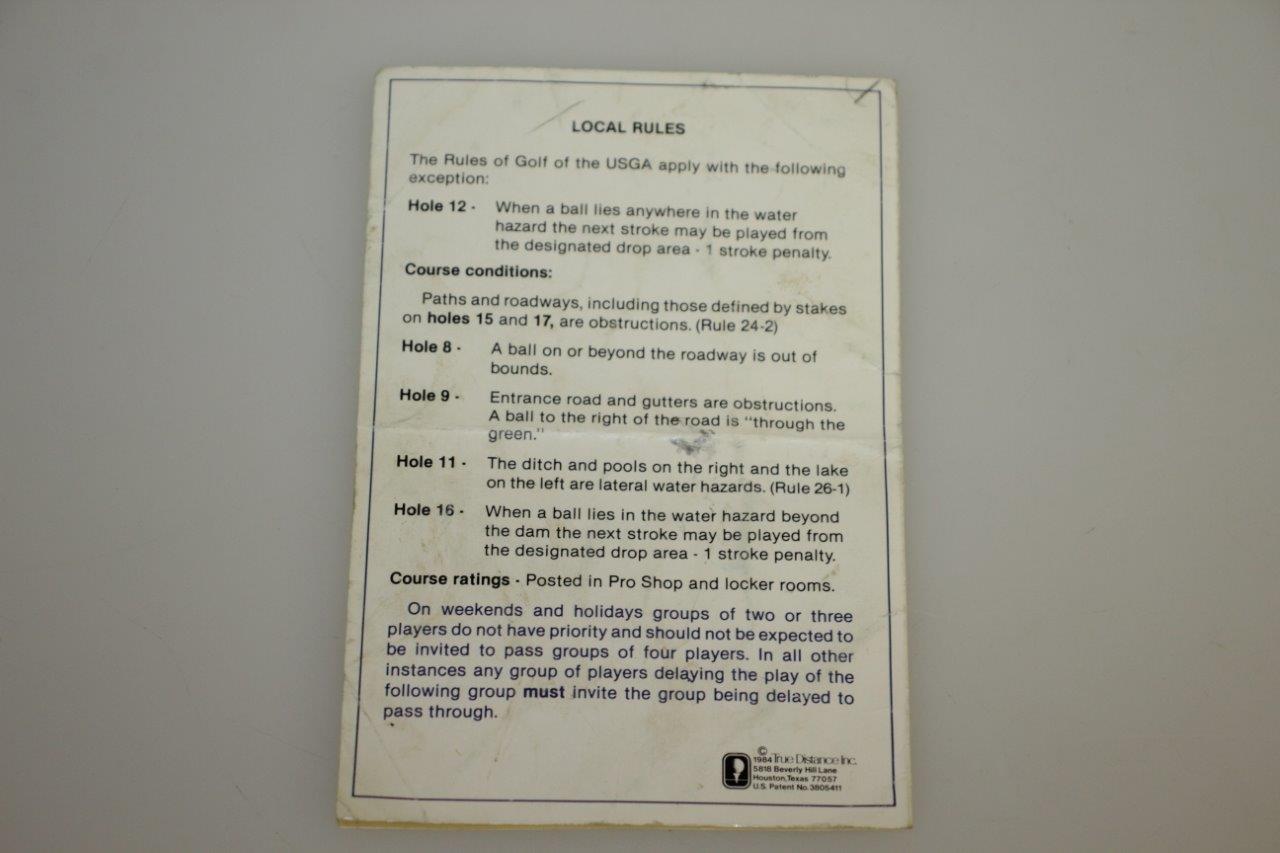 LOCAL RULES
The Rules of Golf of the USGA apply with the following
exception:
Hole 12 - When a ball lies anywhere in the water
hazard the next stroke may be played from
the designated drop area - 1 stroke penalty.
Course conditions:
Paths and roadways, including those defined by stakes
on holes 15 and 17, are obstructions. (Rule 24-2)
Hole 8 - A ball on or beyond the roadway is out of
bounds.
Hole 9 - Entrance road and gutters are obstructions.
A ball to the right of the road is "through the
green."
Hole 11 - The ditch and pools on the right and the lake
on the left are lateral water hazards. (Rule 26-1)
Hole 16 - When a ball lies in the water hazard beyond
the dam the next stroke may be played from
the designated drop area - 1 stroke penalty.
Course ratings - Posted in Pro Shop and locker rooms.
On weekends and holidays groups of two or three
players do not have priority and should not be expected to
be invited to pass groups of four players. In all other
instances any group of players delaying the play of the
following group must invite the group being delayed to
pass through.
©
1984 True Distance Inc.
5818 Beverly Hill Lane
Houston, Texas 77057
U.S. Patent No. 3805411